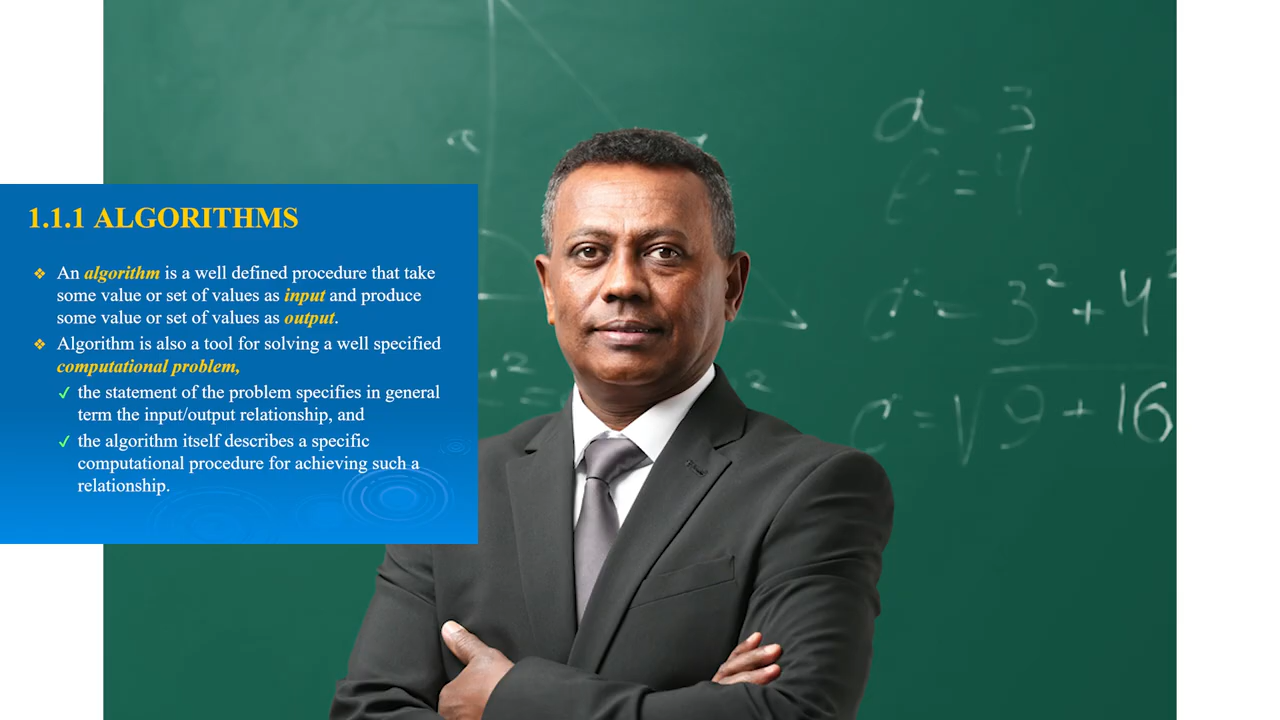 1.1.1 ALGORITHMS
❖ An algorithm is a well defined procedure that take
some value or set of values as input and produce
some value or set of values as output.
❖ Algorithm is also a tool for solving a well specified
computational problem,
✓ the statement of the problem specifies in general
term the input/output relationship, and
✓ the algorithm itself describes a specific
computational procedure for achieving such a
relationship.
a = 3
= 4
= 3² + 4²
c = √9 + 16